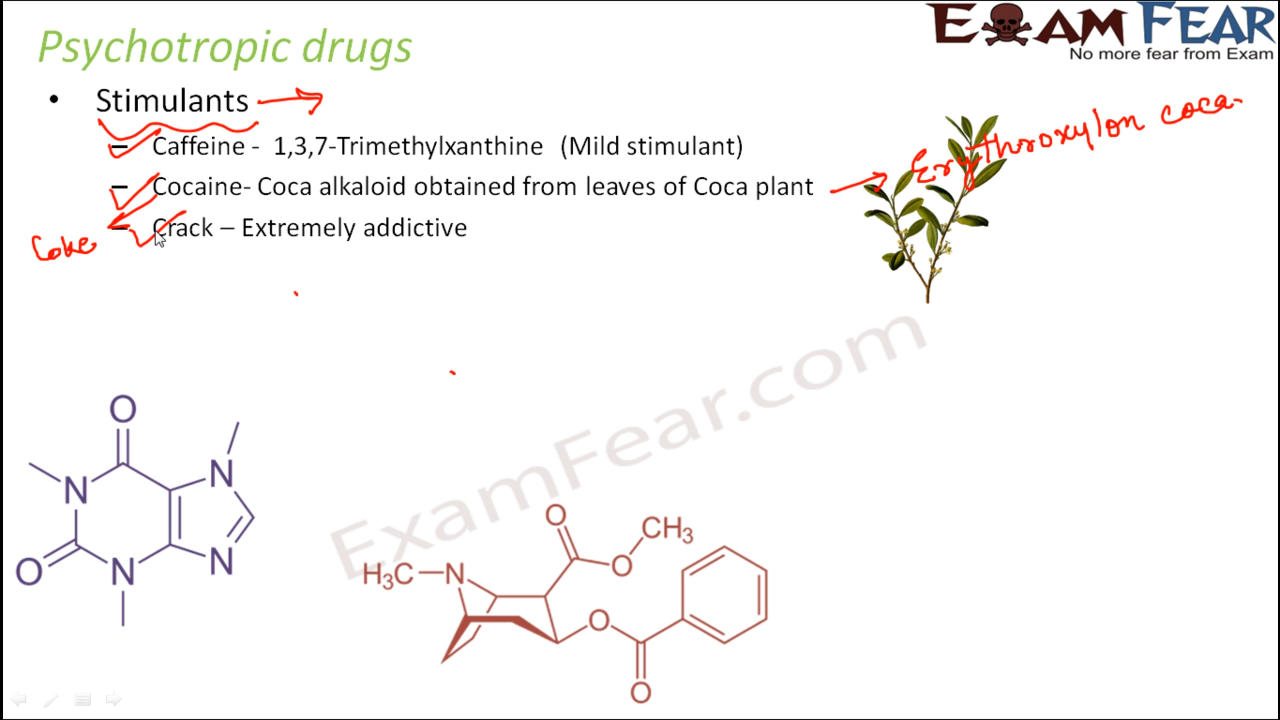 Psychotropic drugs
EXAM FEAR
No more fear from Exam
• Stimulants
– Caffeine - 1,3,7-Trimethylxanthine (Mild stimulant)
– Cocaine- Coca alkaloid obtained from leaves of Coca plant
Erythroxylon coca-
– Crack – Extremely addictive
Coke
ExamFear.com
O
N
N
O
N
N
O
CH₃
O
H₃C
N
O
O